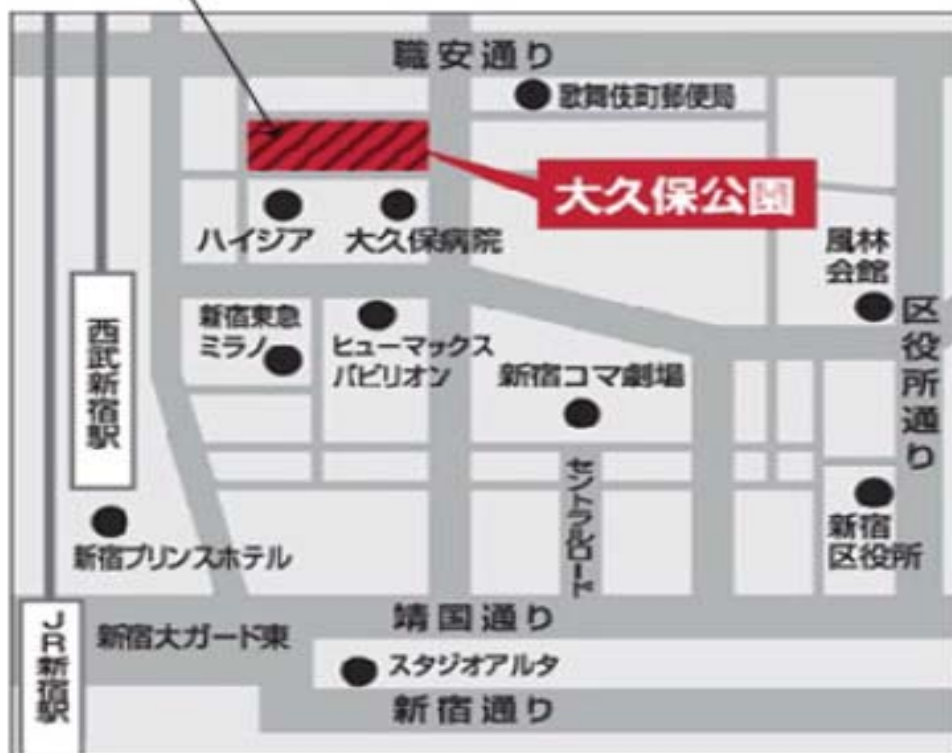 職安通り
歌舞伎町郵便局
大久保公園
ハイジア
大久保病院
風林
会館
区役所通り
西武新宿駅
新宿東急
ミラノ
ヒューマックス
パビリオン
新宿コマ劇場
セントラルロード
新宿
区役所
新宿プリンスホテル
JR新宿駅
新宿大ガード東
靖国通り
スタジオアルタ
新宿通り